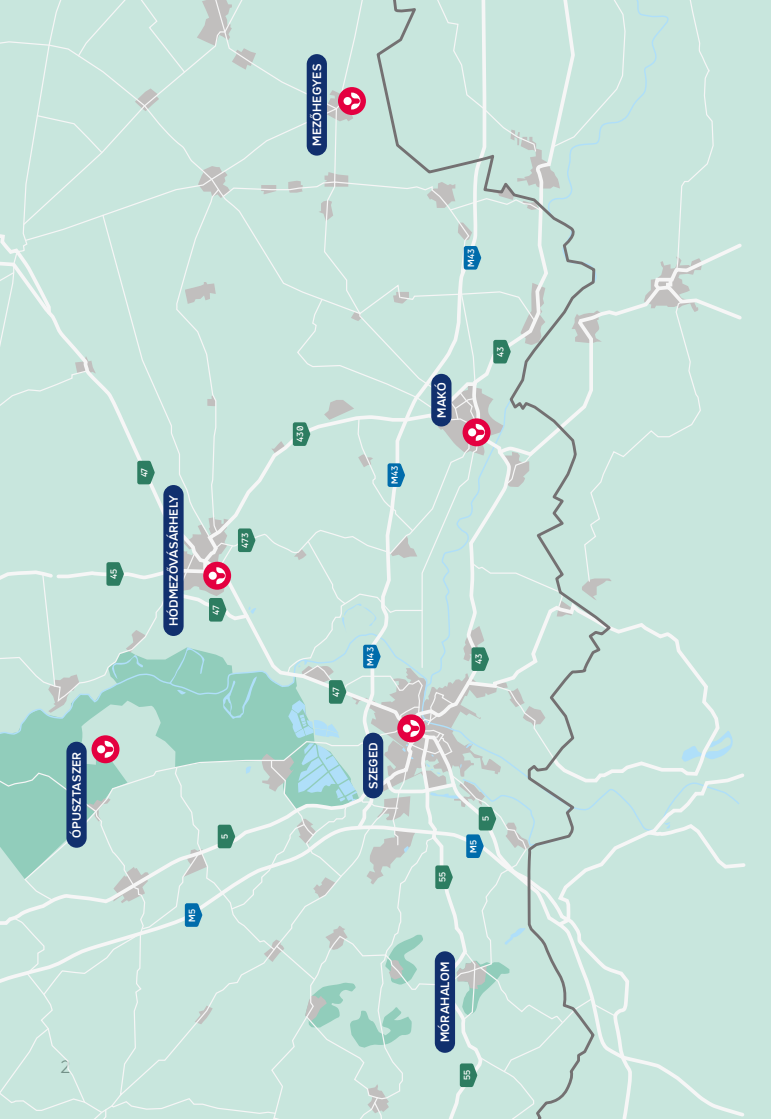 MEZŐHEGYES
M43
43
MAKÓ
430
47
M43
HÓDMEZŐVÁSÁRHELY
473
45
47
M43
43
47
SZEGED
ÓPUSZTASZER
5
5
M5
55
M5
MÓRAHALOM
55
2